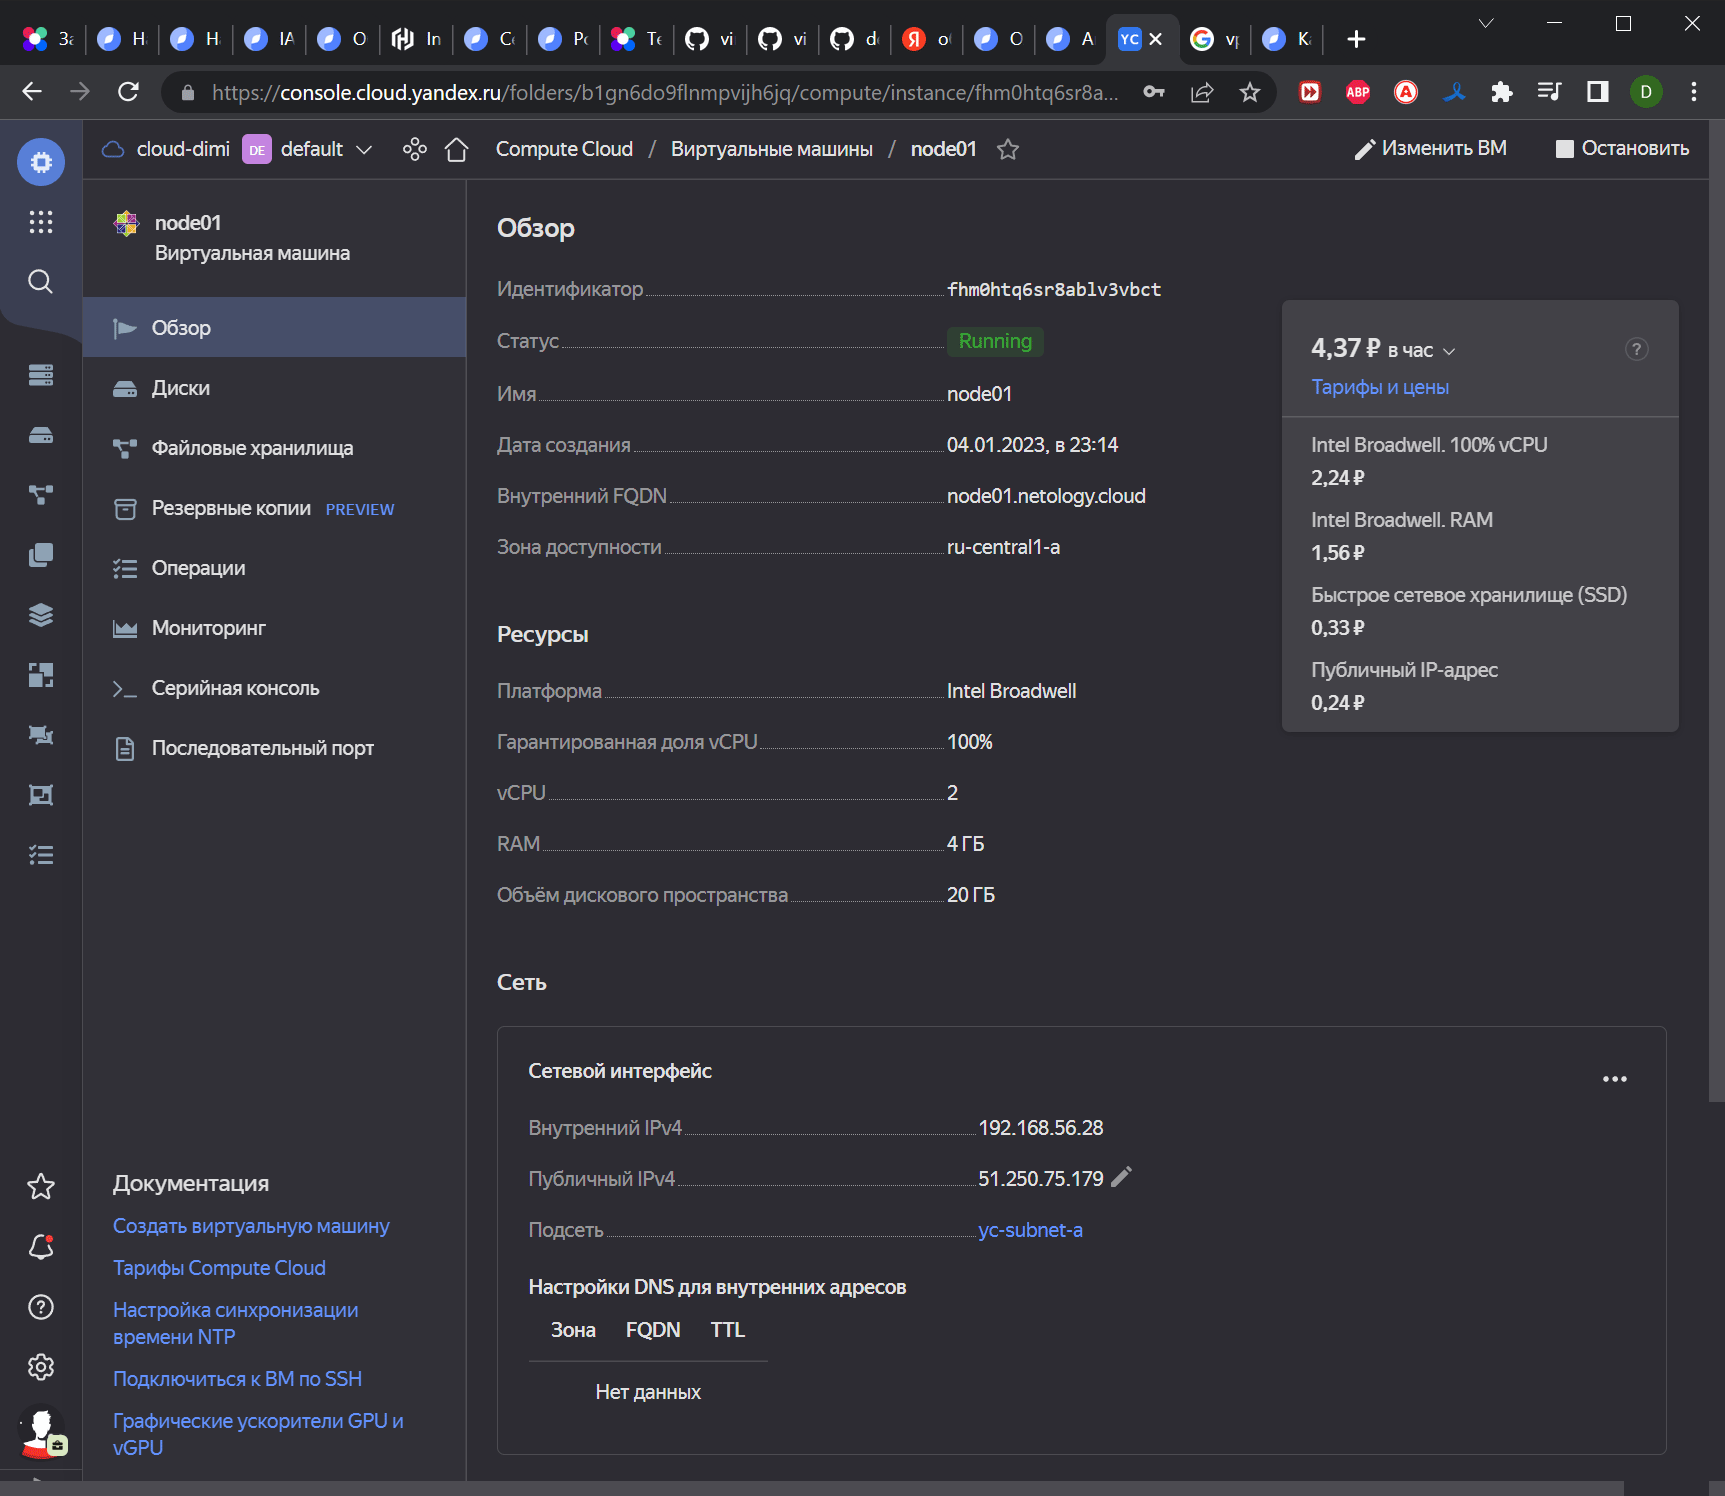 За
На
На
IA
O
In
Co
Po
Te
vi
vi
do
о
O
A
YC
vp
K
https://console.cloud.yandex.ru/folders/b1gn6do9flnmpvijh6jq/compute/instance/fhm0htq6sr8a...
ABP
A
D
cloud-dimi DE default
Compute Cloud / Виртуальные машины / node01
Изменить ВМ
Остановить
node01
Виртуальная машина
Обзор
Диски
Файловые хранилища
Резервные копии PREVIEW
Операции
Мониторинг
Серийная консоль
Последовательный порт
Документация
Создать виртуальную машину
Тарифы Compute Cloud
Настройка синхронизации
времени NTP
Подключиться к ВМ по SSH
Графические ускорители GPU и
vGPU
Обзор
Идентификатор fhm0htq6sr8ablv3vbct
Статус Running
Имя node01
Дата создания 04.01.2023, в 23:14
Внутренний FQDN node01.netology.cloud
Зона доступности ru-central1-a
Ресурсы
Платформа Intel Broadwell
Гарантированная доля vCPU 100%
vCPU 2
RAM 4 ГБ
Объём дискового пространства 20 ГБ
Сеть
Сетевой интерфейс
Внутренний IPv4 192.168.56.28
Публичный IPv4 51.250.75.179
Подсеть yc-subnet-a
Настройки DNS для внутренних адресов
Зона FQDN TTL
Нет данных
4,37 ₽ в час
Тарифы и цены
Intel Broadwell. 100% vCPU
2,24 ₽
Intel Broadwell. RAM
1,56 ₽
Быстрое сетевое хранилище (SSD)
0,33 ₽
Публичный IP-адрес
0,24 ₽